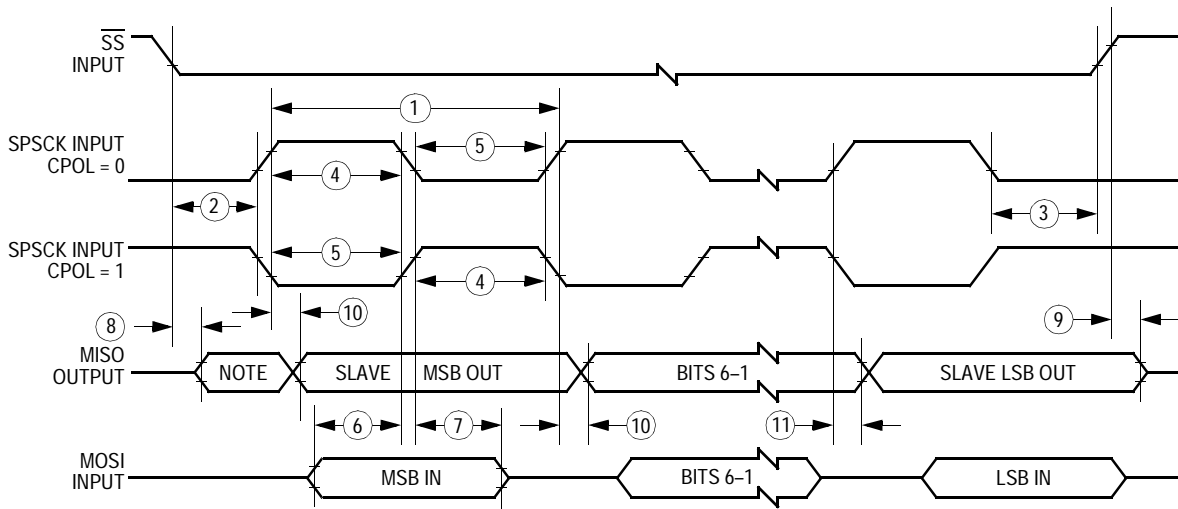 SS
INPUT
1
SPSCK INPUT
CPOL = 0
5
4
2
3
SPSCK INPUT
CPOL = 1
5
4
8
10
9
MISO
OUTPUT
NOTE
SLAVE MSB OUT
BITS 6–1
SLAVE LSB OUT
6
7
10
11
MOSI
INPUT
MSB IN
BITS 6–1
LSB IN